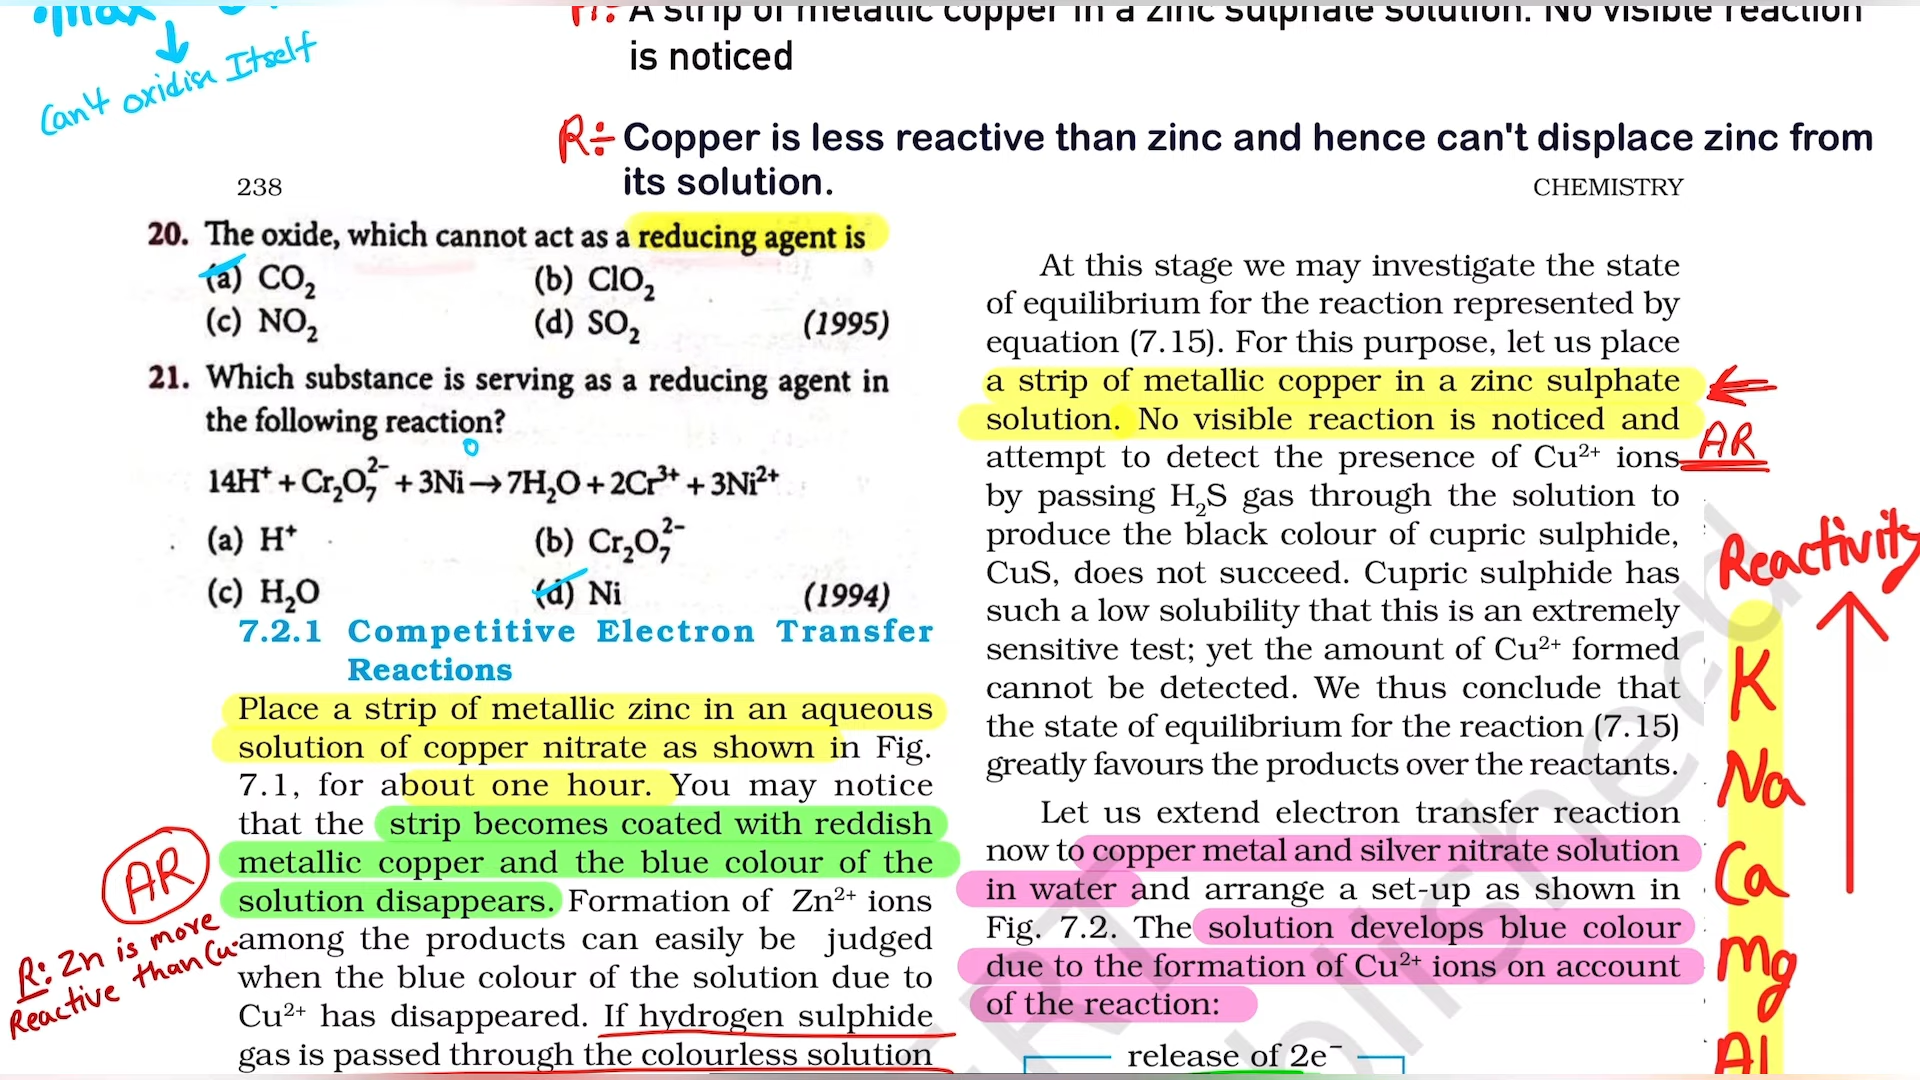 Can't oxidise Itself
A: A strip of metallic copper in a zinc sulphate solution. No visible reaction
is noticed
R:- Copper is less reactive than zinc and hence can't displace zinc from
its solution.
238
CHEMISTRY
20. The oxide, which cannot act as a reducing agent is
(a) CO₂ (b) ClO₂
(c) NO₂ (d) SO₂ (1995)
21. Which substance is serving as a reducing agent in
the following reaction?
0
14H⁺ + Cr₂O₇²⁻ + 3Ni → 7H₂O + 2Cr³⁺ + 3Ni²⁺
(a) H⁺ (b) Cr₂O₇²⁻
(c) H₂O (d) Ni (1994)
7.2.1 Competitive Electron Transfer
Reactions
Place a strip of metallic zinc in an aqueous
solution of copper nitrate as shown in Fig.
7.1, for about one hour. You may notice
that the strip becomes coated with reddish
metallic copper and the blue colour of the
solution disappears. Formation of Zn²⁺ ions
among the products can easily be judged
when the blue colour of the solution due to
Cu²⁺ has disappeared. If hydrogen sulphide
gas is passed through the colourless solution
AR
R: Zn is more
Reactive than Cu.
At this stage we may investigate the state
of equilibrium for the reaction represented by
equation (7.15). For this purpose, let us place
a strip of metallic copper in a zinc sulphate
solution. No visible reaction is noticed and
attempt to detect the presence of Cu²⁺ ions
by passing H₂S gas through the solution to
produce the black colour of cupric sulphide,
CuS, does not succeed. Cupric sulphide has
such a low solubility that this is an extremely
sensitive test; yet the amount of Cu²⁺ formed
cannot be detected. We thus conclude that
the state of equilibrium for the reaction (7.15)
greatly favours the products over the reactants.
Let us extend electron transfer reaction
now to copper metal and silver nitrate solution
in water and arrange a set-up as shown in
Fig. 7.2. The solution develops blue colour
due to the formation of Cu²⁺ ions on account
of the reaction:
release of 2e⁻
AR
Reactivity
K
Na
Ca
Mg
Al